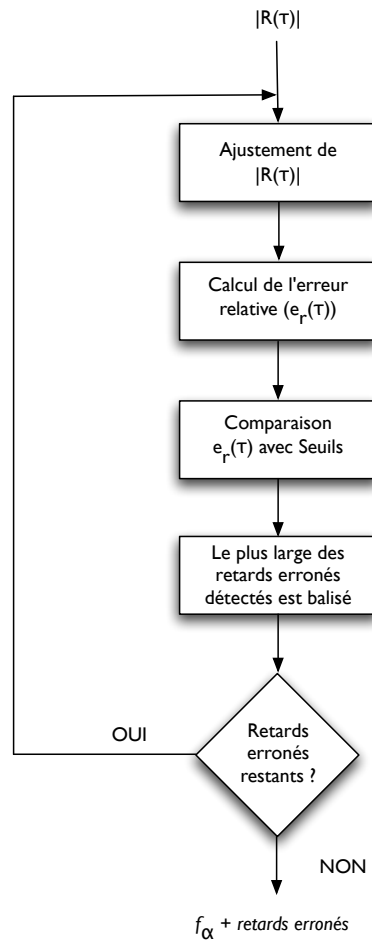 |R(τ)|
Ajustement de
|R(τ)|
Calcul de l'erreur
relative (e_r(τ))
Comparaison
e_r(τ) avec Seuils
Le plus large des
retards erronés
détectés est balisé
Retards
erronés
restants ?
OUI
NON
f_α + retards erronés